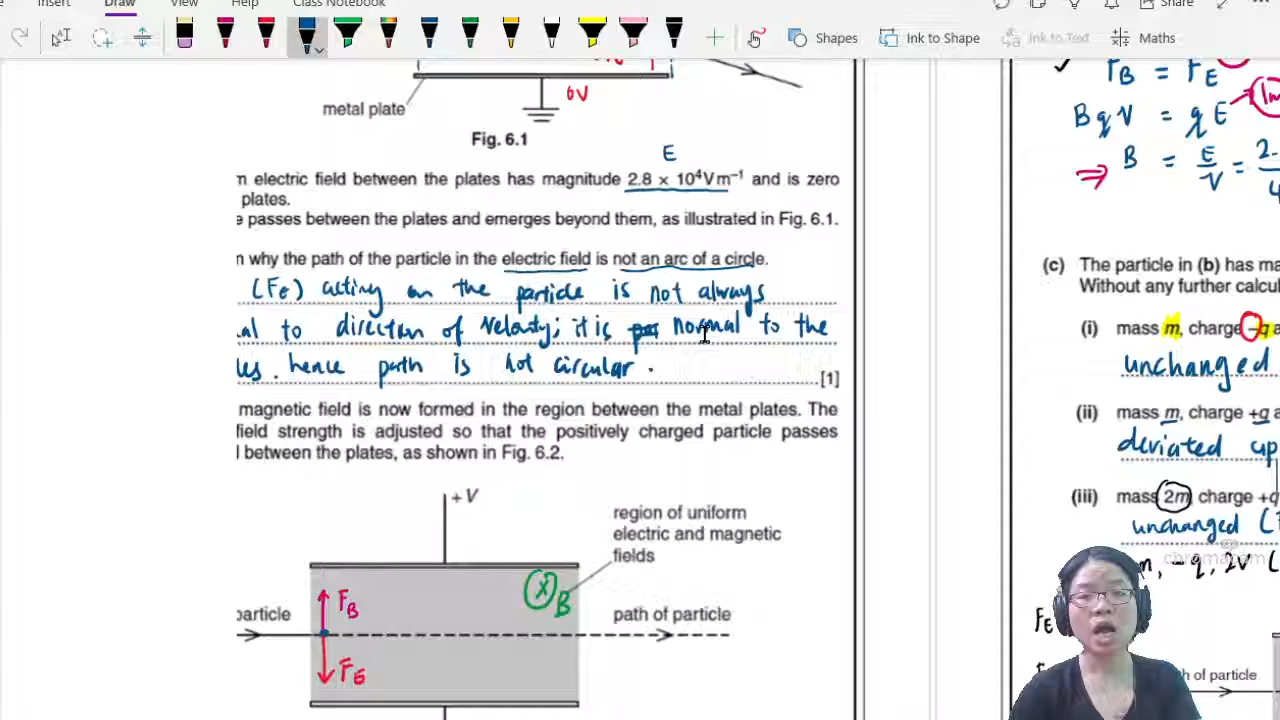 Insert Draw View Help Class Notebook Share
Shapes Ink to Shape Ink to Text Maths
metal plate
0V
Fig. 6.1
E
electric field between the plates has magnitude 2.8 × 10⁴ V m⁻¹ and is zero
plates.
passes between the plates and emerges beyond them, as illustrated in Fig. 6.1.
why the path of the particle in the electric field is not an arc of a circle.
(FE) acting on the particle is not always
to direction of velocity; it is normal to the
hence path is not circular.
[1]
magnetic field is now formed in the region between the metal plates. The
field strength is adjusted so that the positively charged particle passes
between the plates, as shown in Fig. 6.2.
+V
region of uniform
electric and magnetic
fields
X B
FB
particle
path of particle
FE
FB = FE
BqV = qE
⇒ B = E/V = 2.
(c) The particle in (b) has
Without any further
(i) mass m, charge –q
unchanged
(ii) mass m, charge +q
deviated up
(iii) mass 2m, charge +q
unchanged
chromacam
-q, 2V (
FE
of particle